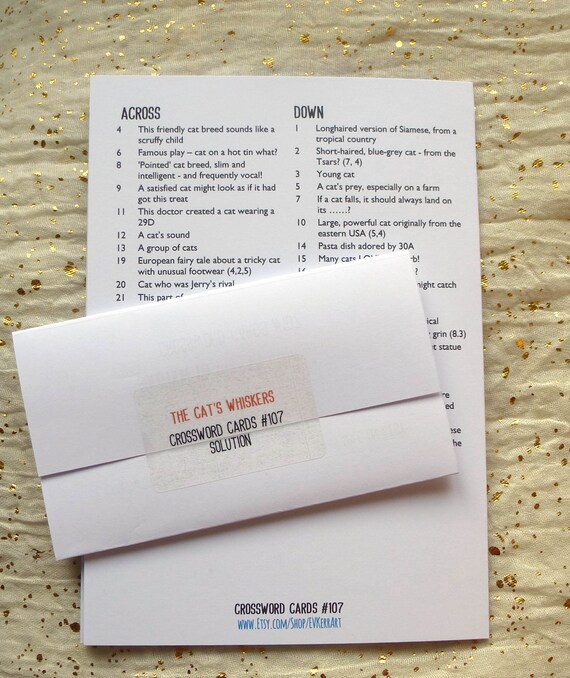 ACROSS
4 This friendly cat breed sounds like a
scruffy child
6 Famous play – cat on a hot tin what?
8 'Pointed' cat breed, slim and
intelligent - and frequently vocal!
9 A satisfied cat might look as if it had
got this treat
11 This doctor created a cat wearing a
29D
12 A cat's sound
13 A group of cats
19 European fairy tale about a tricky cat
with unusual footwear (4,2,5)
20 Cat who was Jerry's rival
21 This part of
DOWN
1 Longhaired version of Siamese, from a
tropical country
2 Short-haired, blue-grey cat - from the
Tsars? (7, 4)
3 Young cat
5 A cat's prey, especially on a farm
7 If a cat falls, it should always land on
its ......?
10 Large, powerful cat originally from the
eastern USA (5,4)
14 Pasta dish adored by 30A
15 Many cats
might catch
grin (8.3)
statue
THE CAT'S WHISKERS
CROSSWORD CARDS #107
SOLUTION
CROSSWORD CARDS #107
WWW.ETSY.COM/SHOP/EVKERRART